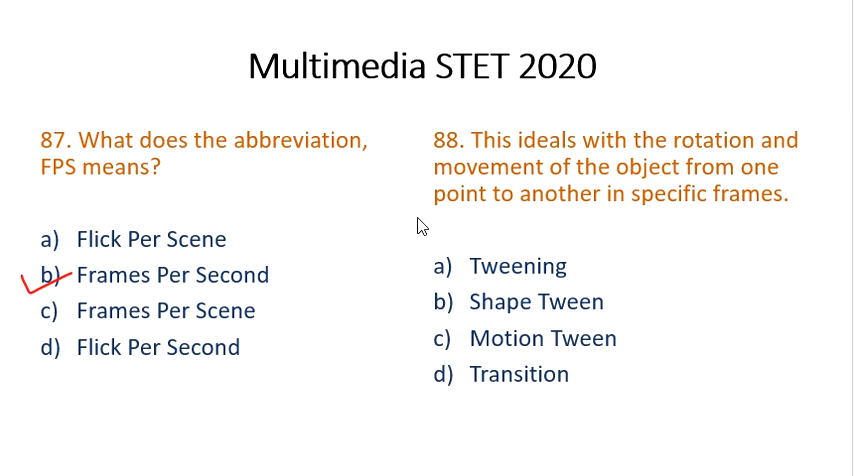 Multimedia STET 2020
87. What does the abbreviation,
FPS means?
a) Flick Per Scene
b) Frames Per Second
c) Frames Per Scene
d) Flick Per Second
88. This ideals with the rotation and
movement of the object from one
point to another in specific frames.
a) Tweening
b) Shape Tween
c) Motion Tween
d) Transition